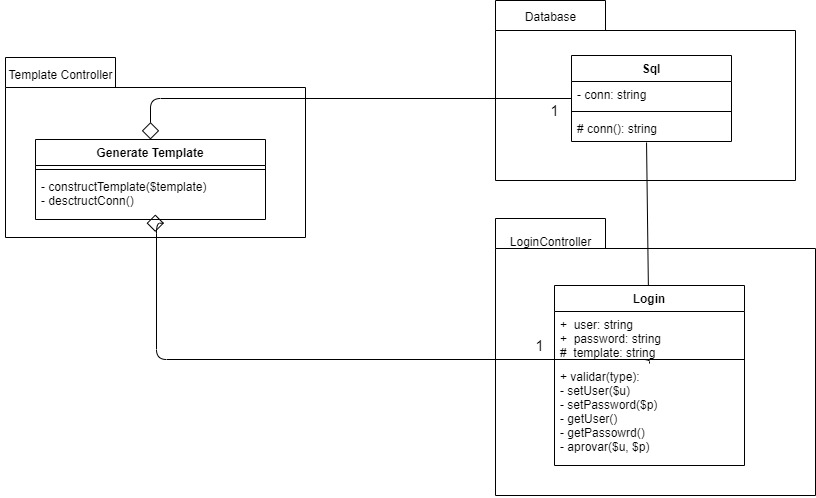 Database
Template Controller
Sql
- conn: string
1
# conn(): string
Generate Template
- constructTemplate($template)
- desctructConn()
LoginController
Login
+ user: string
+ password: string
1
# template: string
+ validar(type):
- setUser($u)
- setPassword($p)
- getUser()
- getPassowrd()
- aprovar($u, $p)